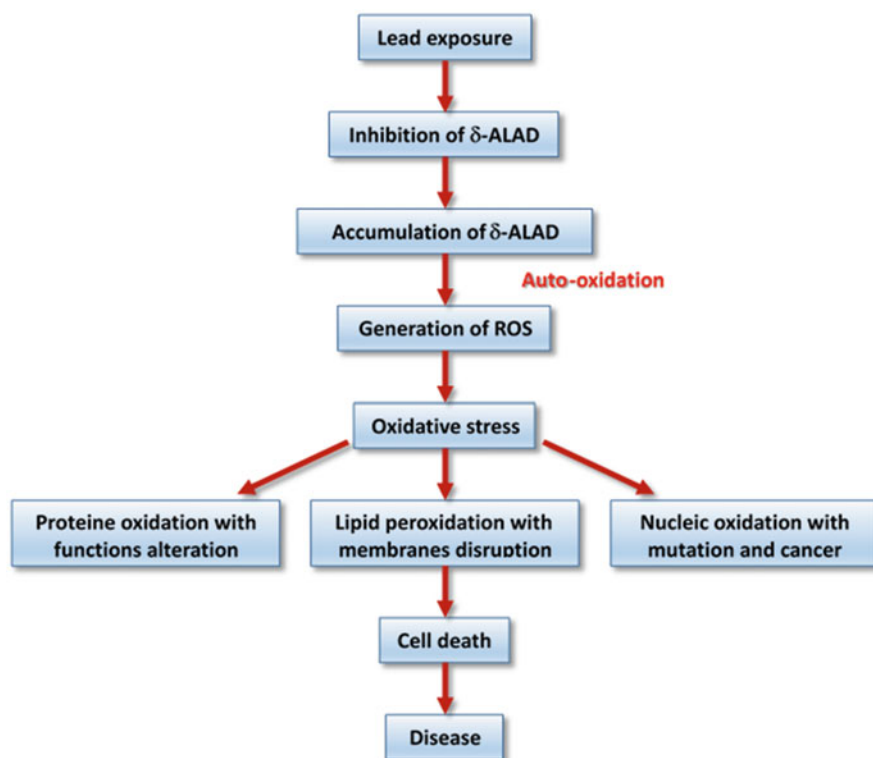 Lead exposure
Inhibition of δ-ALAD
Accumulation of δ-ALAD
Auto-oxidation
Generation of ROS
Oxidative stress
Proteine oxidation with
functions alteration
Lipid peroxidation with
membranes disruption
Nucleic oxidation with
mutation and cancer
Cell death
Disease